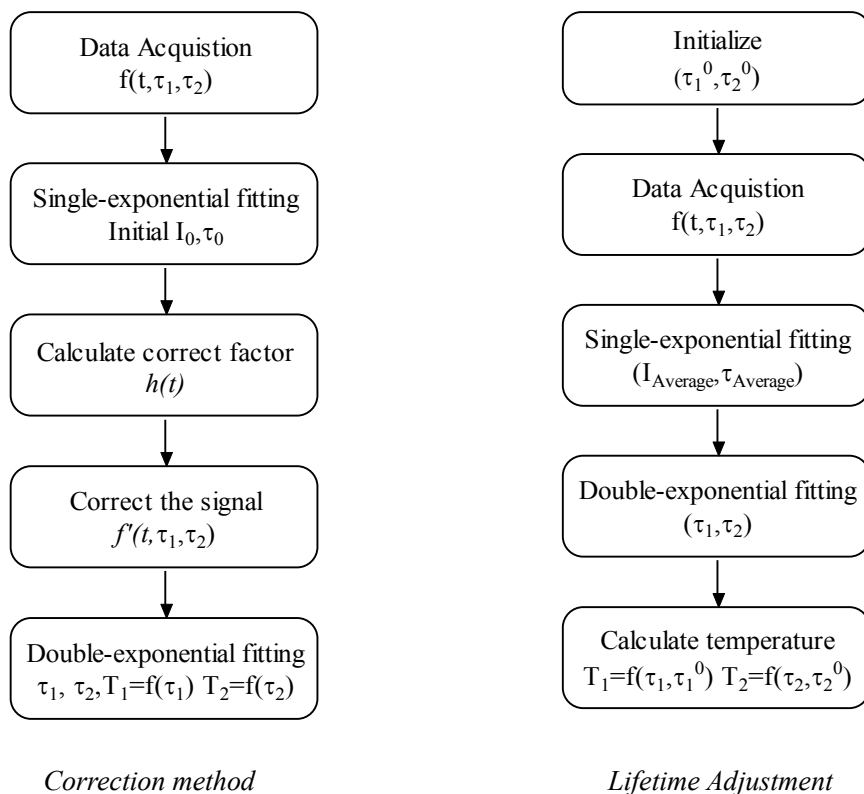 Data Acquistion
f(t,τ₁,τ₂)
Single-exponential fitting
Initial I₀,τ₀
Calculate correct factor
h(t)
Correct the signal
f'(t,τ₁,τ₂)
Double-exponential fitting
τ₁, τ₂,T₁=f(τ₁) T₂=f(τ₂)
Correction method
Initialize
(τ₁⁰,τ₂⁰)
Data Acquistion
f(t,τ₁,τ₂)
Single-exponential fitting
(I_Average,τ_Average)
Double-exponential fitting
(τ₁,τ₂)
Calculate temperature
T₁=f(τ₁,τ₁⁰) T₂=f(τ₂,τ₂⁰)
Lifetime Adjustment